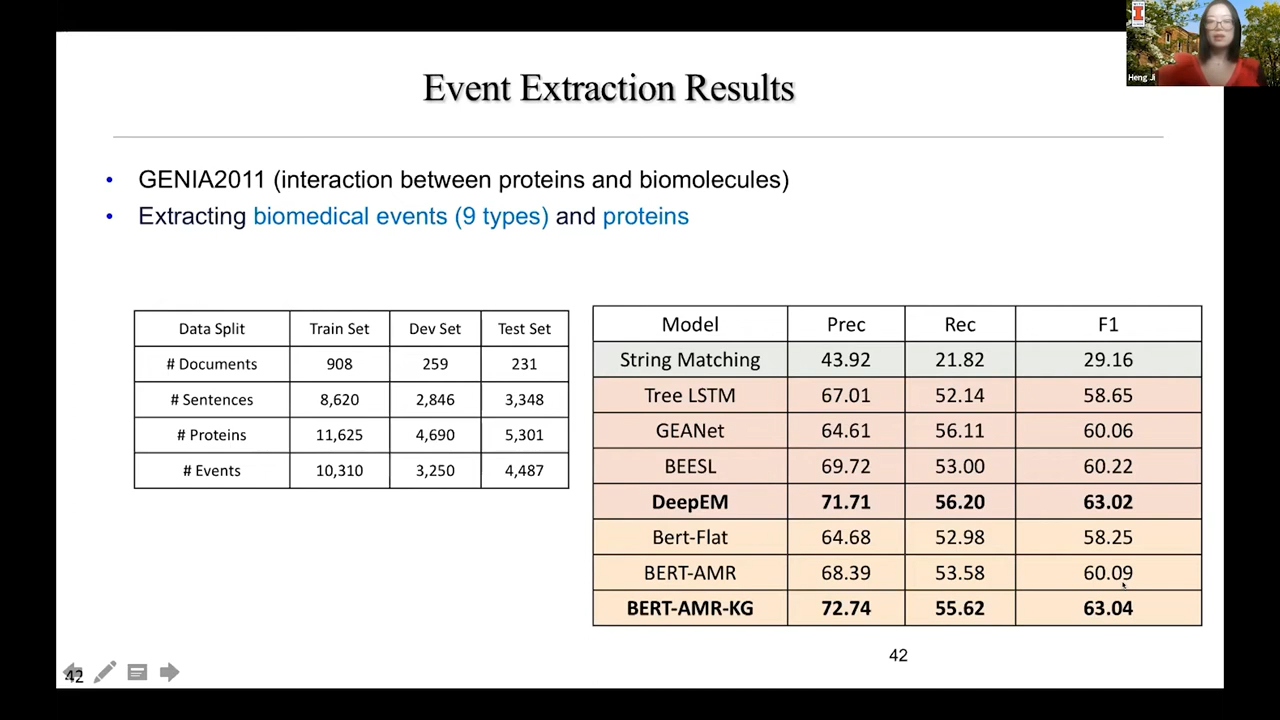 I
Heng Ji
Event Extraction Results
• GENIA2011 (interaction between proteins and biomolecules)
• Extracting biomedical events (9 types) and proteins
Data Split Train Set Dev Set Test Set
# Documents 908 259 231
# Sentences 8,620 2,846 3,348
# Proteins 11,625 4,690 5,301
# Events 10,310 3,250 4,487
Model Prec Rec F1
String Matching 43.92 21.82 29.16
Tree LSTM 67.01 52.14 58.65
GEANet 64.61 56.11 60.06
BEESL 69.72 53.00 60.22
DeepEM 71.71 56.20 63.02
Bert-Flat 64.68 52.98 58.25
BERT-AMR 68.39 53.58 60.09
BERT-AMR-KG 72.74 55.62 63.04
42
42